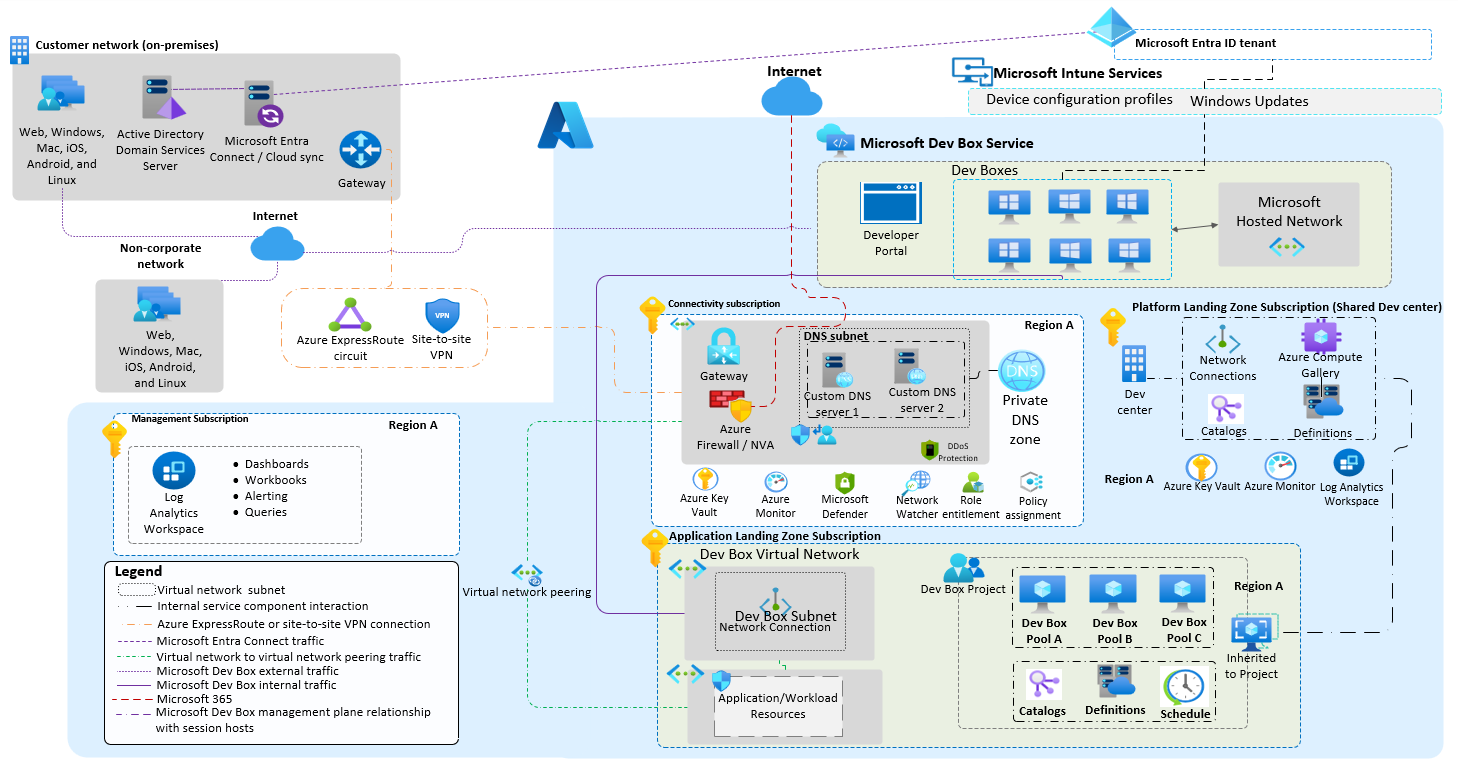 Customer network (on-premises)
Web, Windows,
Mac, iOS,
Android, and
Linux
Active Directory
Domain Services
Server
Microsoft Entra
Connect / Cloud sync
Gateway
Internet
Non-corporate
network
Web,
Windows, Mac,
iOS, Android,
and Linux
Azure ExpressRoute
circuit
VPN
Site-to-site
VPN
Internet
Microsoft Entra ID tenant
Microsoft Intune Services
Device configuration profiles
Windows Updates
Microsoft Dev Box Service
Developer
Portal
Dev Boxes
Microsoft
Hosted Network
Connectivity subscription
Region A
Gateway
Azure
Firewall / NVA
DNS subnet
Custom DNS
server 1
Custom DNS
server 2
DNS
Private
DNS
zone
DDoS
Protection
Azure Key
Vault
Azure
Monitor
Microsoft
Defender
Network
Watcher
Role
entitlement
Policy
assignment
Platform Landing Zone Subscription (Shared Dev center)
Dev
center
Network
Connections
Azure Compute
Gallery
Catalogs
Definitions
Region A
Azure Key Vault
Azure Monitor
Log Analytics
Workspace
Management Subscription
Region A
Log
Analytics
Workspace
• Dashboards
• Workbooks
• Alerting
• Queries
Legend
Virtual network subnet
Internal service component interaction
Azure ExpressRoute or site-to-site VPN connection
Microsoft Entra Connect traffic
Virtual network to virtual network peering traffic
Microsoft Dev Box external traffic
Microsoft Dev Box internal traffic
Microsoft 365
Microsoft Dev Box management plane relationship
with session hosts
Virtual network peering
Application Landing Zone Subscription
Dev Box Virtual Network
Dev Box Subnet
Network Connection
Application/Workload
Resources
Dev Box Project
Dev Box
Pool A
Dev Box
Pool B
Dev Box
Pool C
Region A
Inherited
to Project
Catalogs
Definitions
Schedule